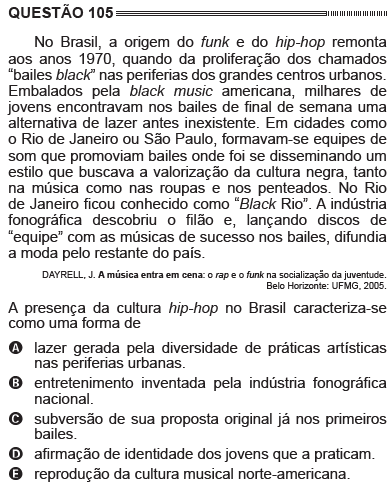 QUESTÃO 105
No Brasil, a origem do funk e do hip-hop remonta
aos anos 1970, quando da proliferação dos chamados
“bailes black” nas periferias dos grandes centros urbanos.
Embalados pela black music americana, milhares de
jovens encontravam nos bailes de final de semana uma
alternativa de lazer antes inexistente. Em cidades como
o Rio de Janeiro ou São Paulo, formavam-se equipes de
som que promoviam bailes onde foi se disseminando um
estilo que buscava a valorização da cultura negra, tanto
na música como nas roupas e nos penteados. No Rio
de Janeiro ficou conhecido como “Black Rio”. A indústria
fonográfica descobriu o filão e, lançando discos de
“equipe” com as músicas de sucesso nos bailes, difundia
a moda pelo restante do país.
DAYRELL, J. A música entra em cena: o rap e o funk na socialização da juventude.
Belo Horizonte: UFMG, 2005.
A presença da cultura hip-hop no Brasil caracteriza-se
como uma forma de
A lazer gerada pela diversidade de práticas artísticas
nas periferias urbanas.
B entretenimento inventada pela indústria fonográfica
nacional.
C subversão de sua proposta original já nos primeiros
bailes.
D afirmação de identidade dos jovens que a praticam.
E reprodução da cultura musical norte-americana.